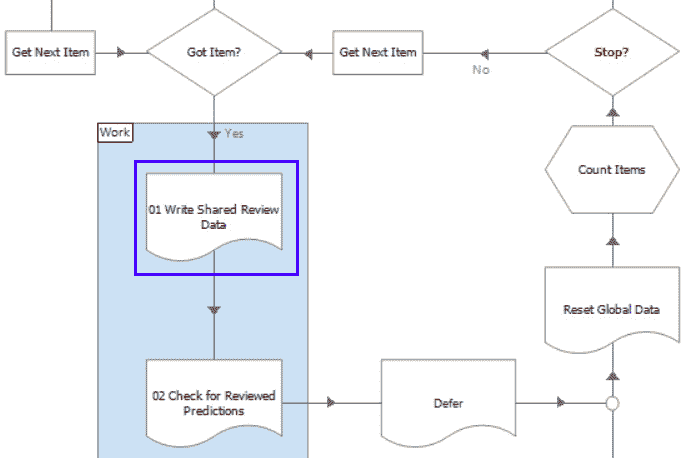 Get Next Item
Got Item?
Get Next Item
Stop?
No
Work
Yes
01 Write Shared Review
Data
Count Items
Reset Global Data
02 Check for Reviewed
Predictions
Defer